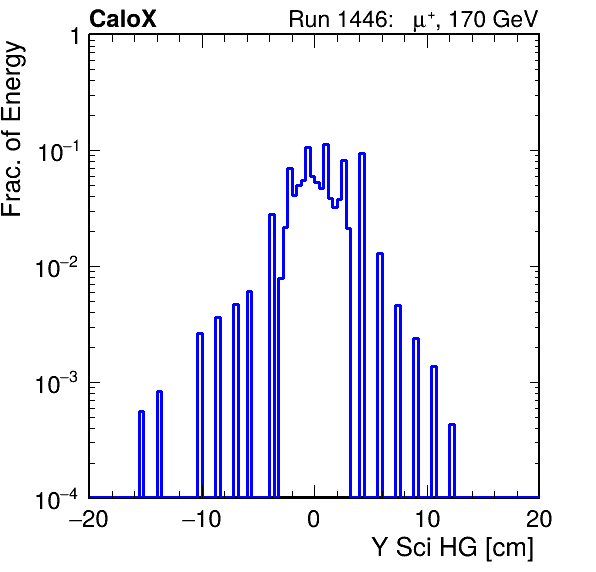 CaloX Run 1446: μ⁺, 170 GeV
Frac. of Energy
1
10⁻¹
10⁻²
10⁻³
10⁻⁴
−20 −10 0 10 20
Y Sci HG [cm]